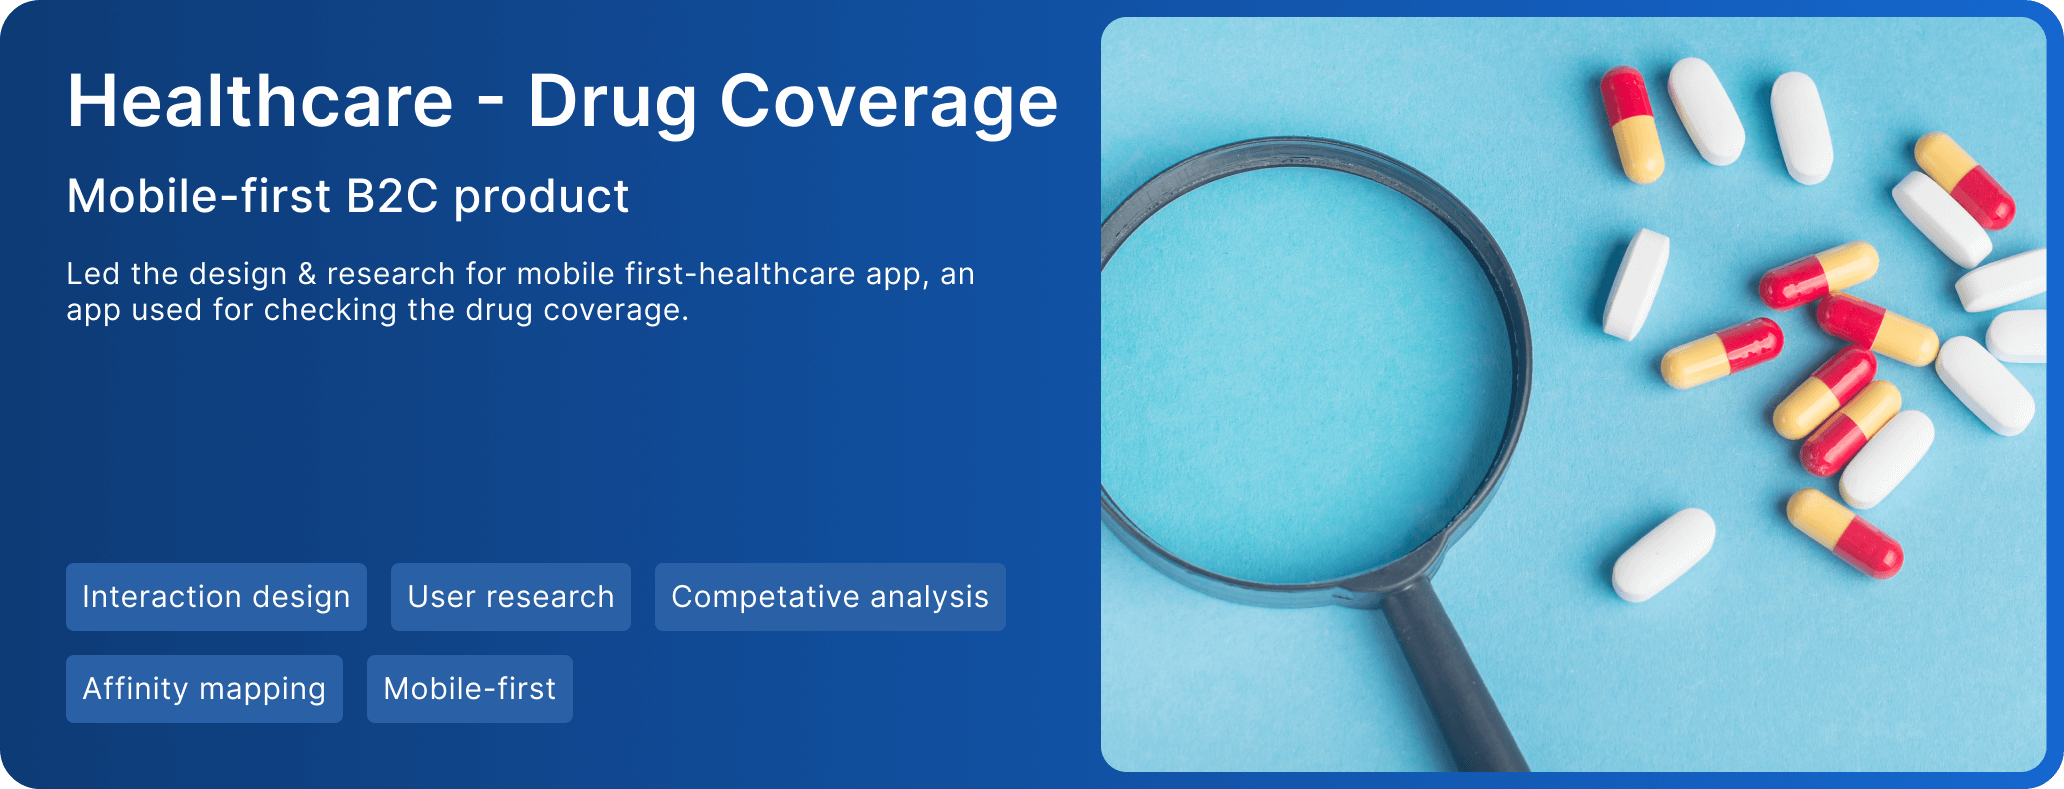 Healthcare - Drug Coverage
Mobile-first B2C product
Led the design & research for mobile first-healthcare app, an
app used for checking the drug coverage.
Interaction design
User research
Competative analysis
Affinity mapping
Mobile-first